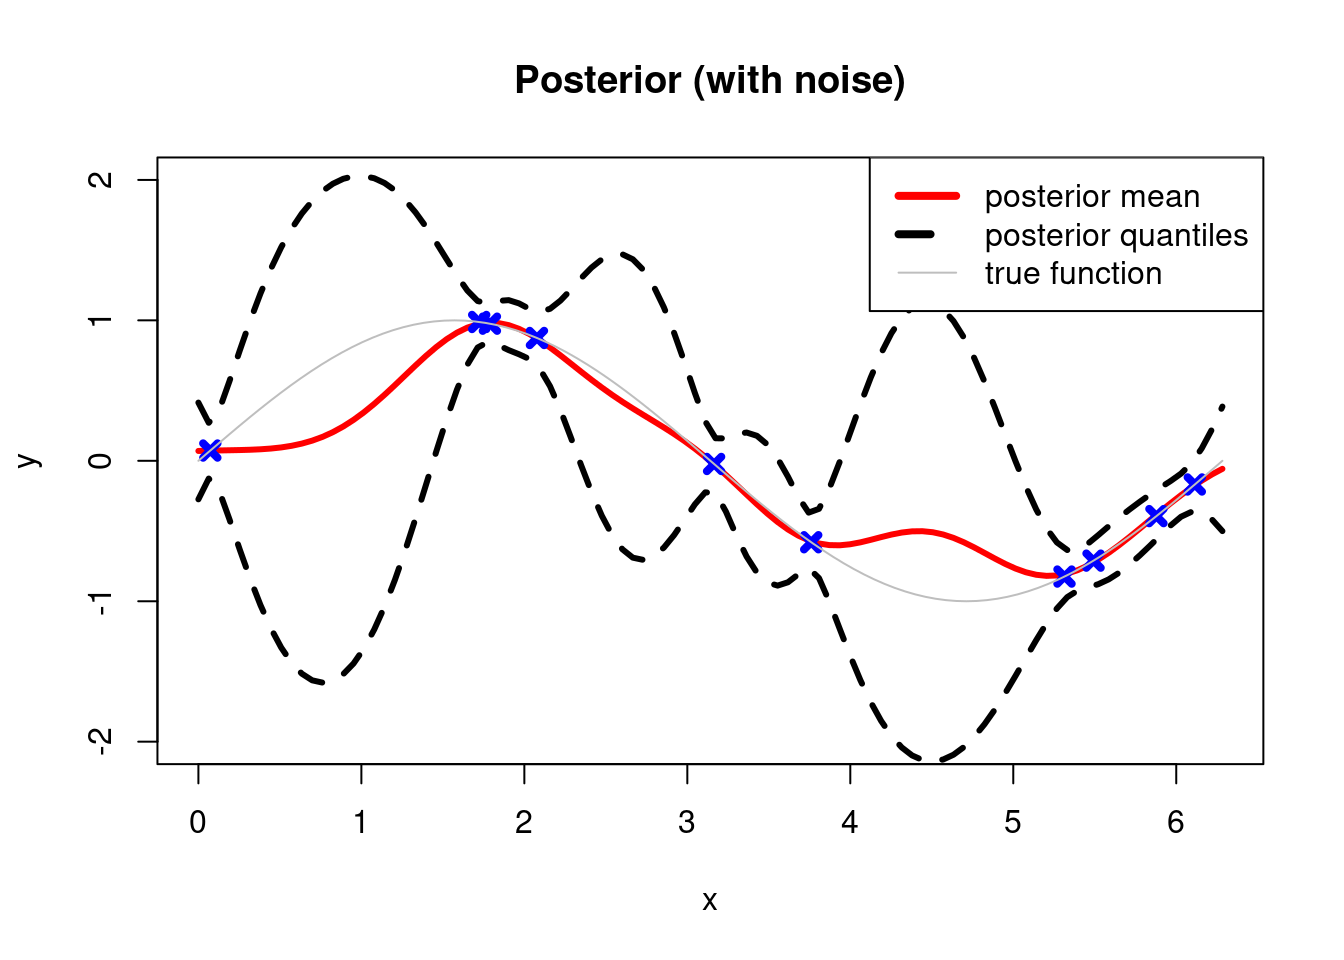 Posterior (with noise)
posterior mean
posterior quantiles
true function
y
2
1
0
-1
-2
0 1 2 3 4 5 6
x